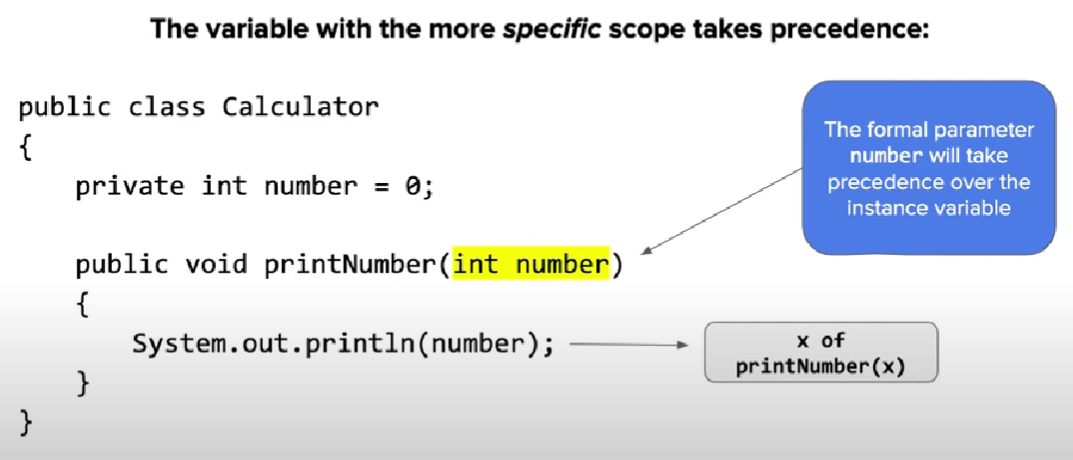 The variable with the more specific scope takes precedence:
public class Calculator
{
private int number = 0;
public void printNumber(int number)
{
System.out.println(number);
}
}
The formal parameter
number will take
precedence over the
instance variable
x of
printNumber(x)